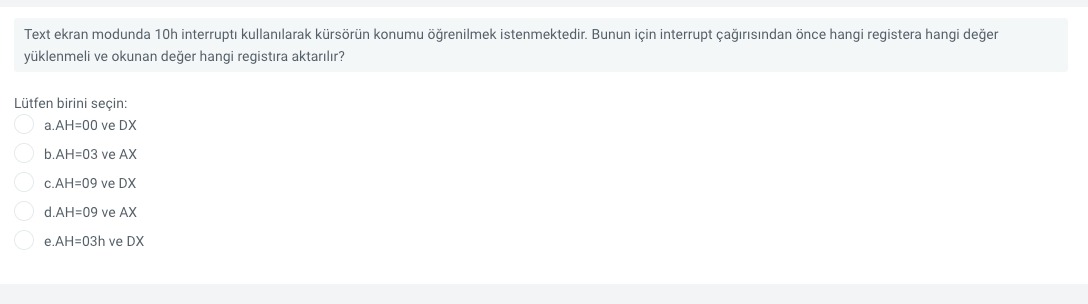 Text ekran modunda 10h interruptı kullanılarak kürsörün konumu öğrenilmek istenmektedir. Bunun için interrupt çağırısından önce hangi registera hangi değer
yüklenmeli ve okunan değer hangi registıra aktarılır?
Lütfen birini seçin:
a.AH=00 ve DX
b.AH=03 ve AX
c.AH=09 ve DX
d.AH=09 ve AX
e.AH=03h ve DX